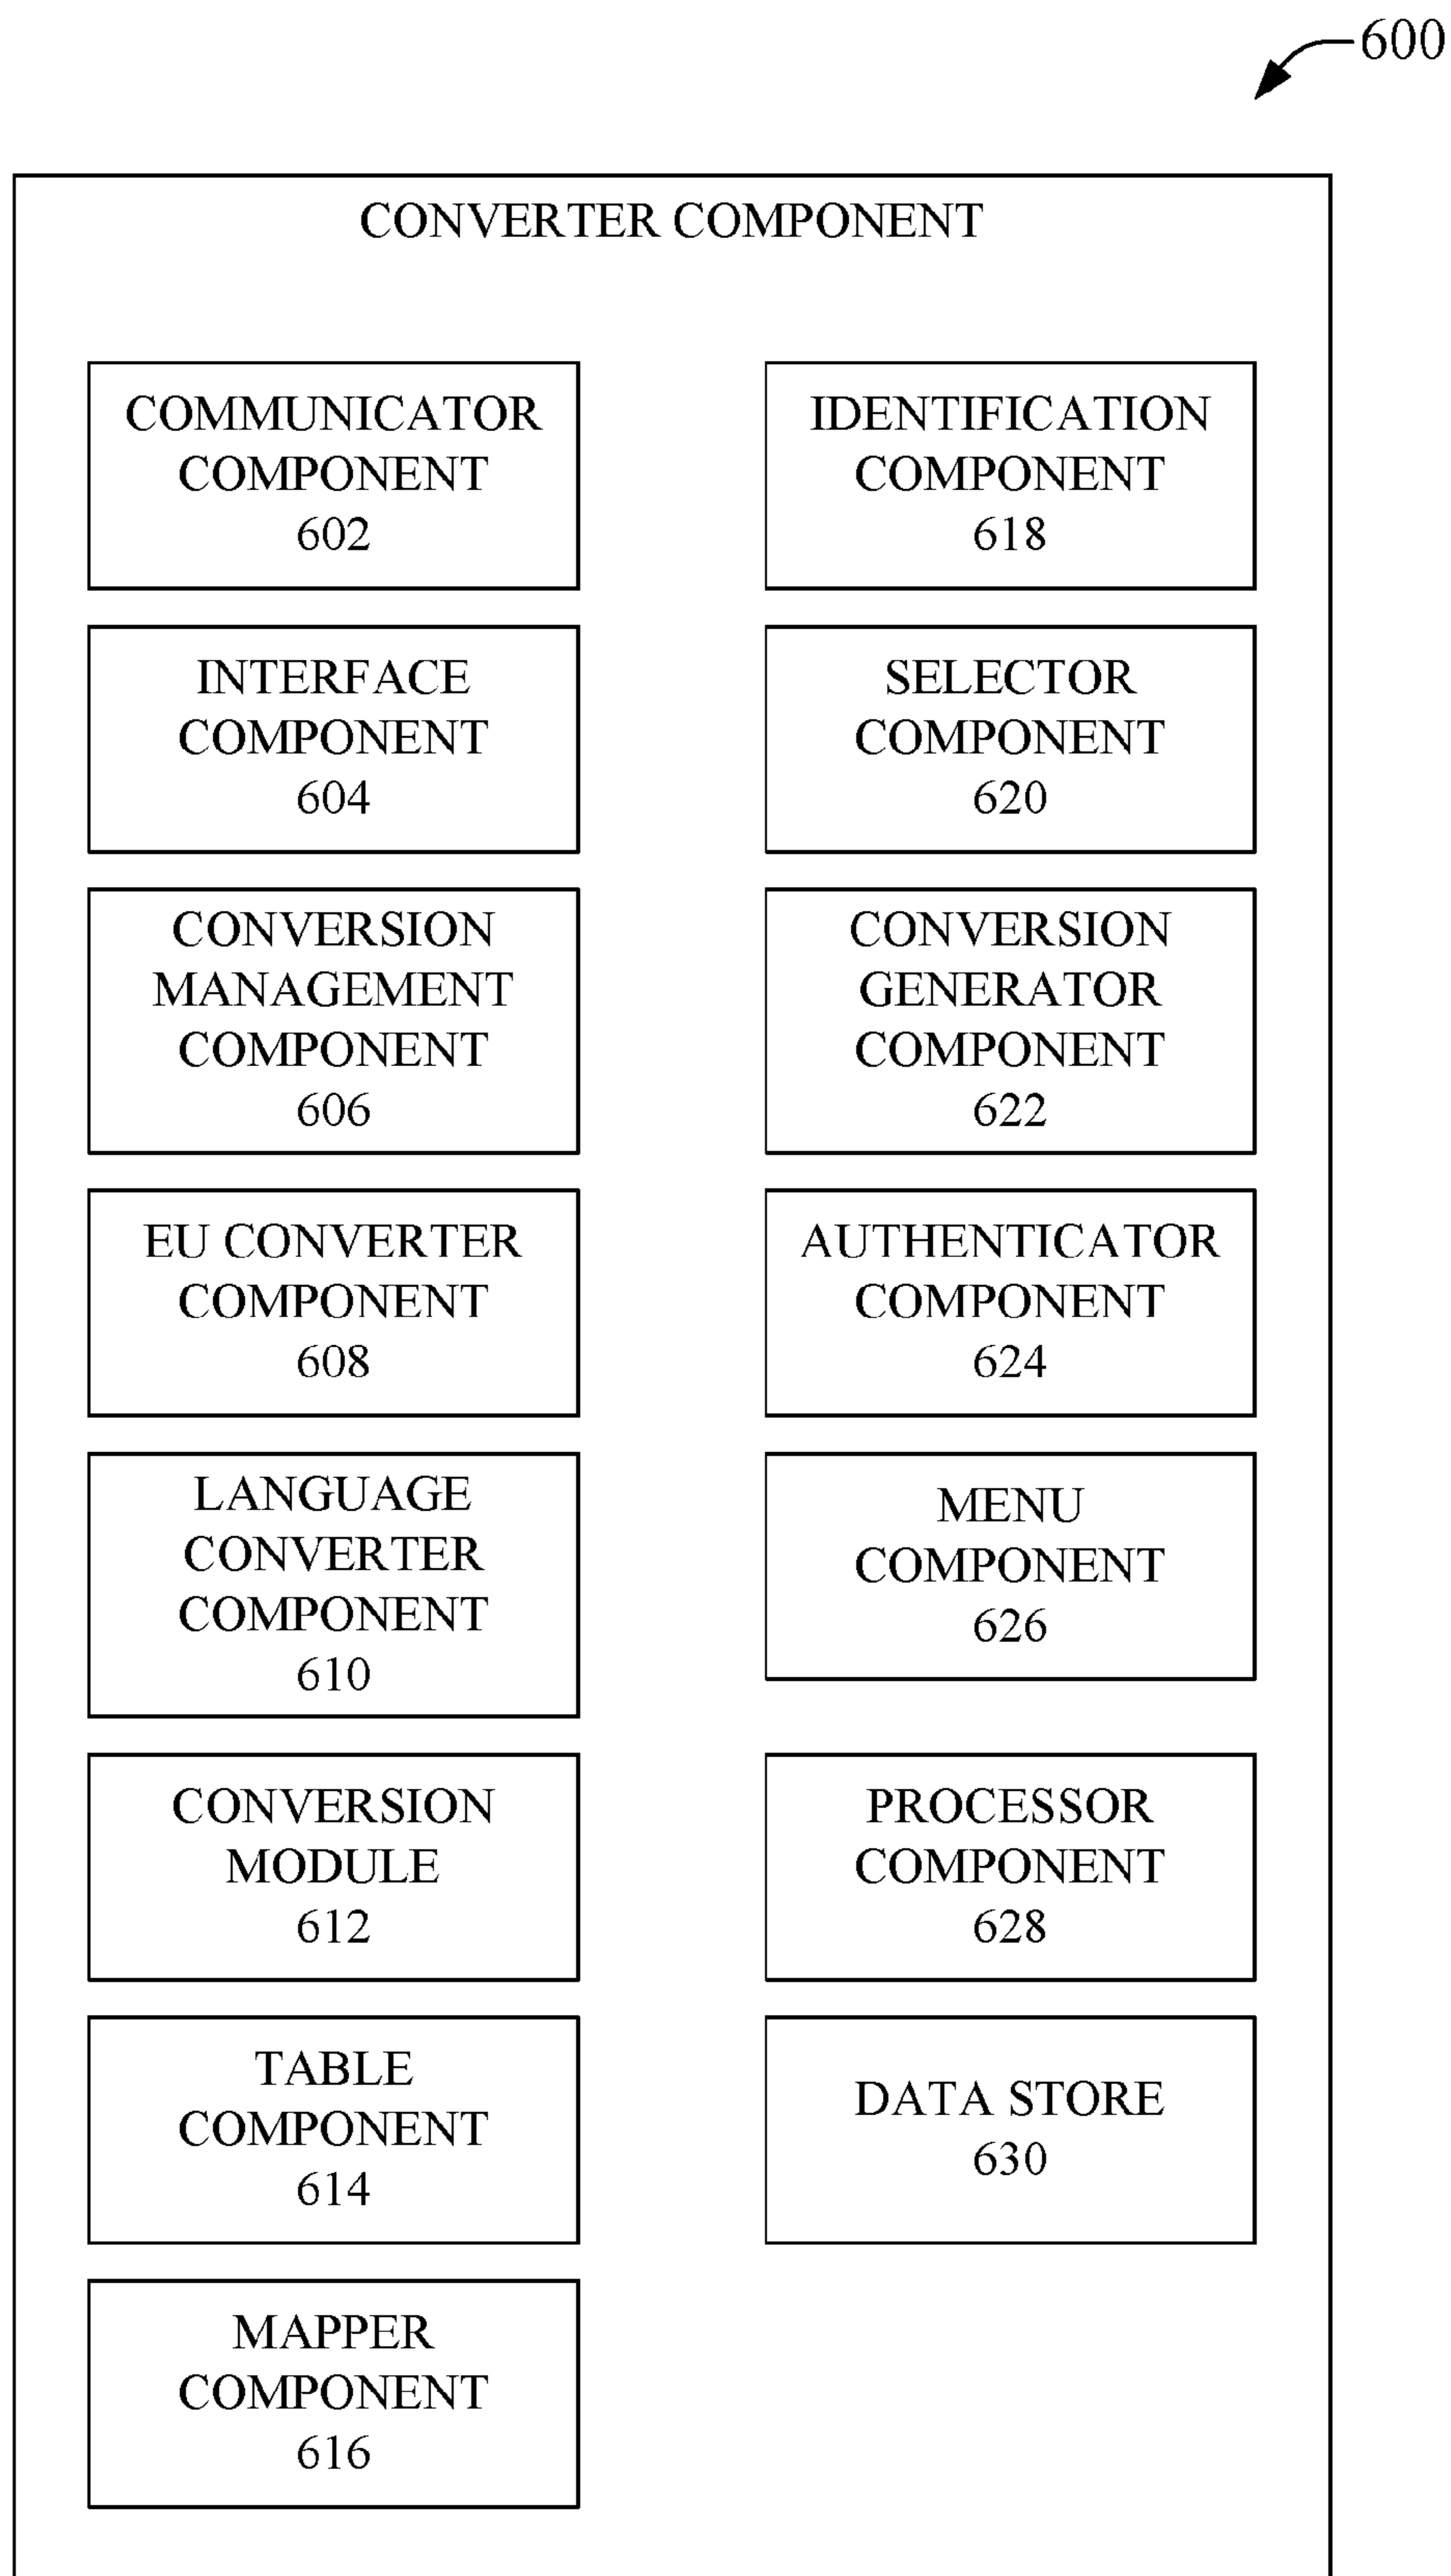 600
CONVERTER COMPONENT
COMMUNICATOR
COMPONENT
602
INTERFACE
COMPONENT
604
CONVERSION
MANAGEMENT
COMPONENT
606
EU CONVERTER
COMPONENT
608
LANGUAGE
CONVERTER
COMPONENT
610
CONVERSION
MODULE
612
TABLE
COMPONENT
614
MAPPER
COMPONENT
616
IDENTIFICATION
COMPONENT
618
SELECTOR
COMPONENT
620
CONVERSION
GENERATOR
COMPONENT
622
AUTHENTICATOR
COMPONENT
624
MENU
COMPONENT
626
PROCESSOR
COMPONENT
628
DATA STORE
630